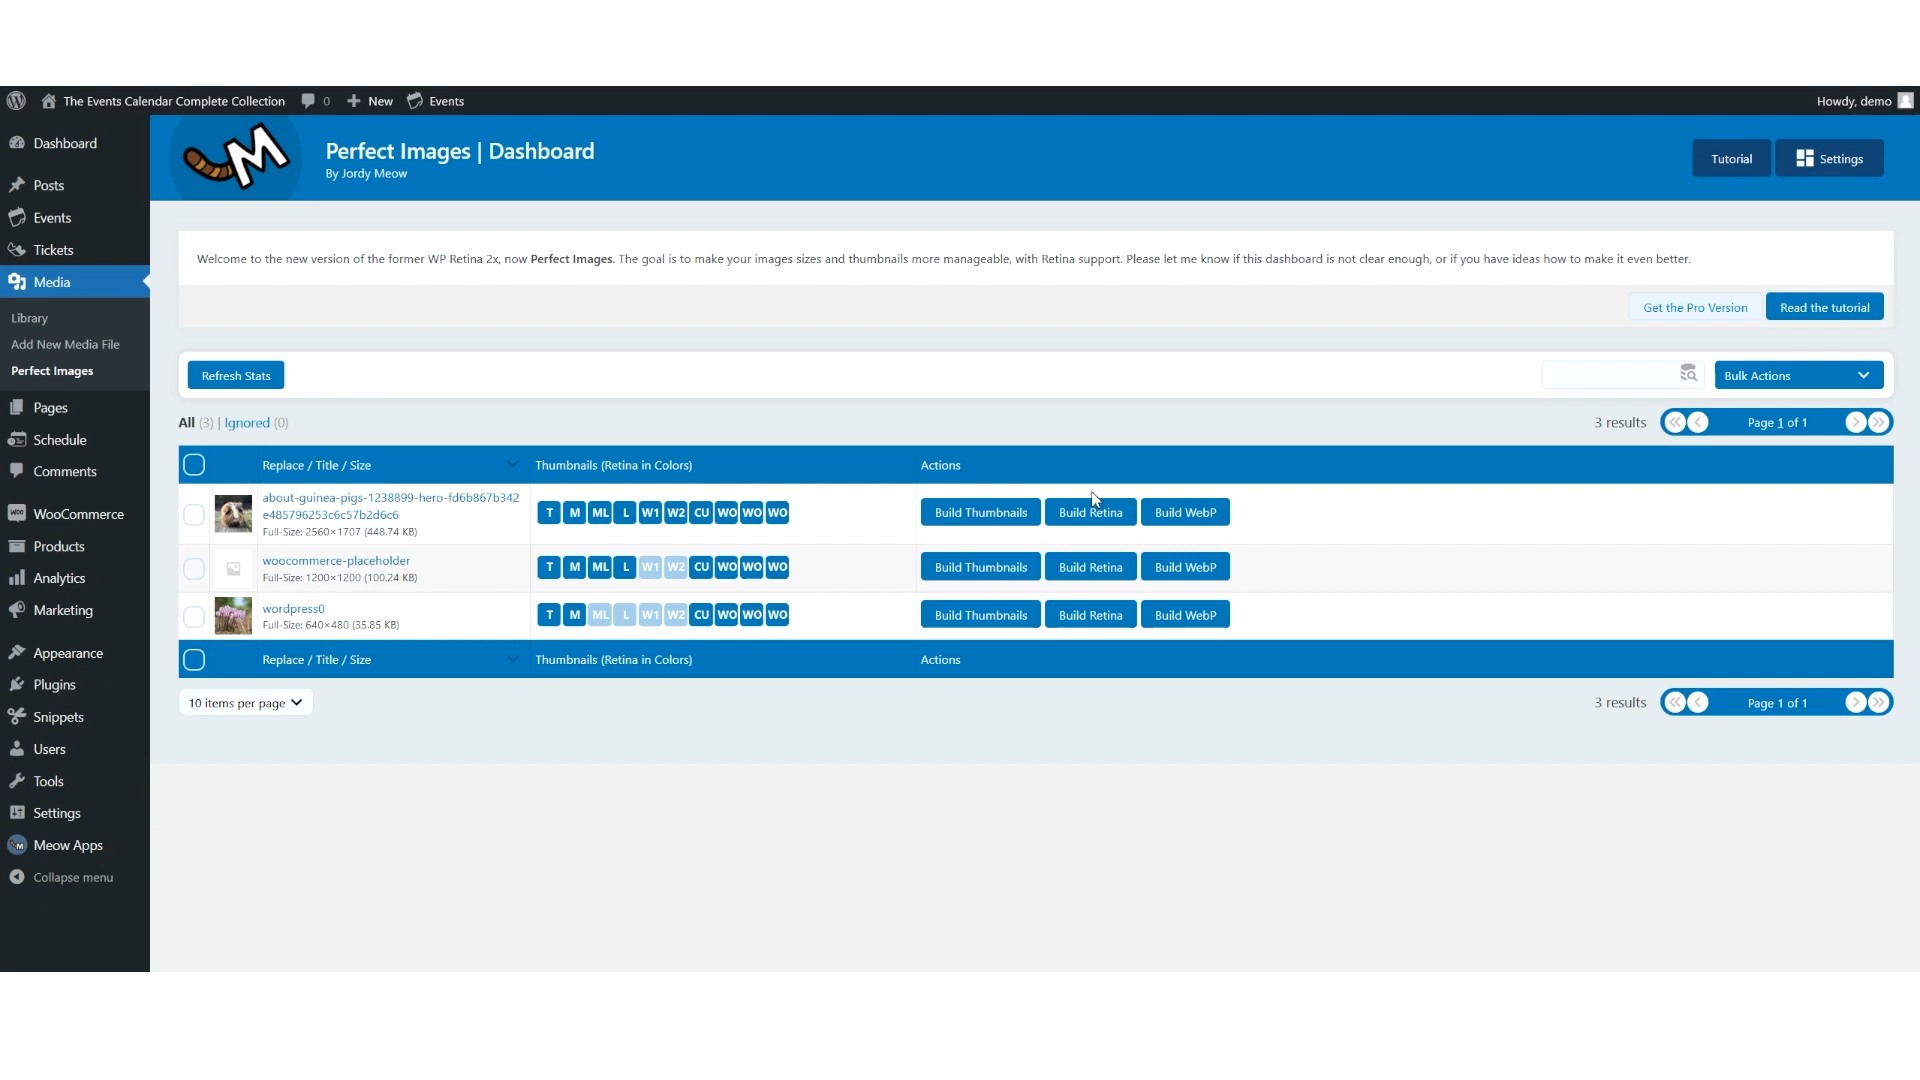 The Events Calendar Complete Collection 0 New Events Howdy, demo
Dashboard
Posts
Events
Tickets
Media
Library
Add New Media File
Perfect Images
Pages
Schedule
Comments
WooCommerce
Products
Analytics
Marketing
Appearance
Plugins
Snippets
Users
Tools
Settings
Meow Apps
Collapse menu
M
Perfect Images | Dashboard
By Jordy Meow
Tutorial Settings
Welcome to the new version of the former WP Retina 2x, now Perfect Images. The goal is to make your images sizes and thumbnails more manageable, with Retina support. Please let me know if this dashboard is not clear enough, or if you have ideas how to make it even better.
Get the Pro Version Read the tutorial
Refresh Stats Bulk Actions
All (3) | Ignored (0) 3 results Page 1 of 1
Replace / Title / Size Thumbnails (Retina in Colors) Actions
about-guinea-pigs-1238899-hero-fd6b867b342
e485796253c6c57b2d6c6
Full-Size: 2560×1707 (448.74 KB)
T M ML L W1 W2 CU WO WO WO Build Thumbnails Build Retina Build WebP
woocommerce-placeholder
Full-Size: 1200×1200 (100.24 KB)
T M ML L W1 W2 CU WO WO WO Build Thumbnails Build Retina Build WebP
wordpress0
Full-Size: 640×480 (35.85 KB)
T M ML L W1 W2 CU WO WO WO Build Thumbnails Build Retina Build WebP
Replace / Title / Size Thumbnails (Retina in Colors) Actions
10 items per page 3 results Page 1 of 1